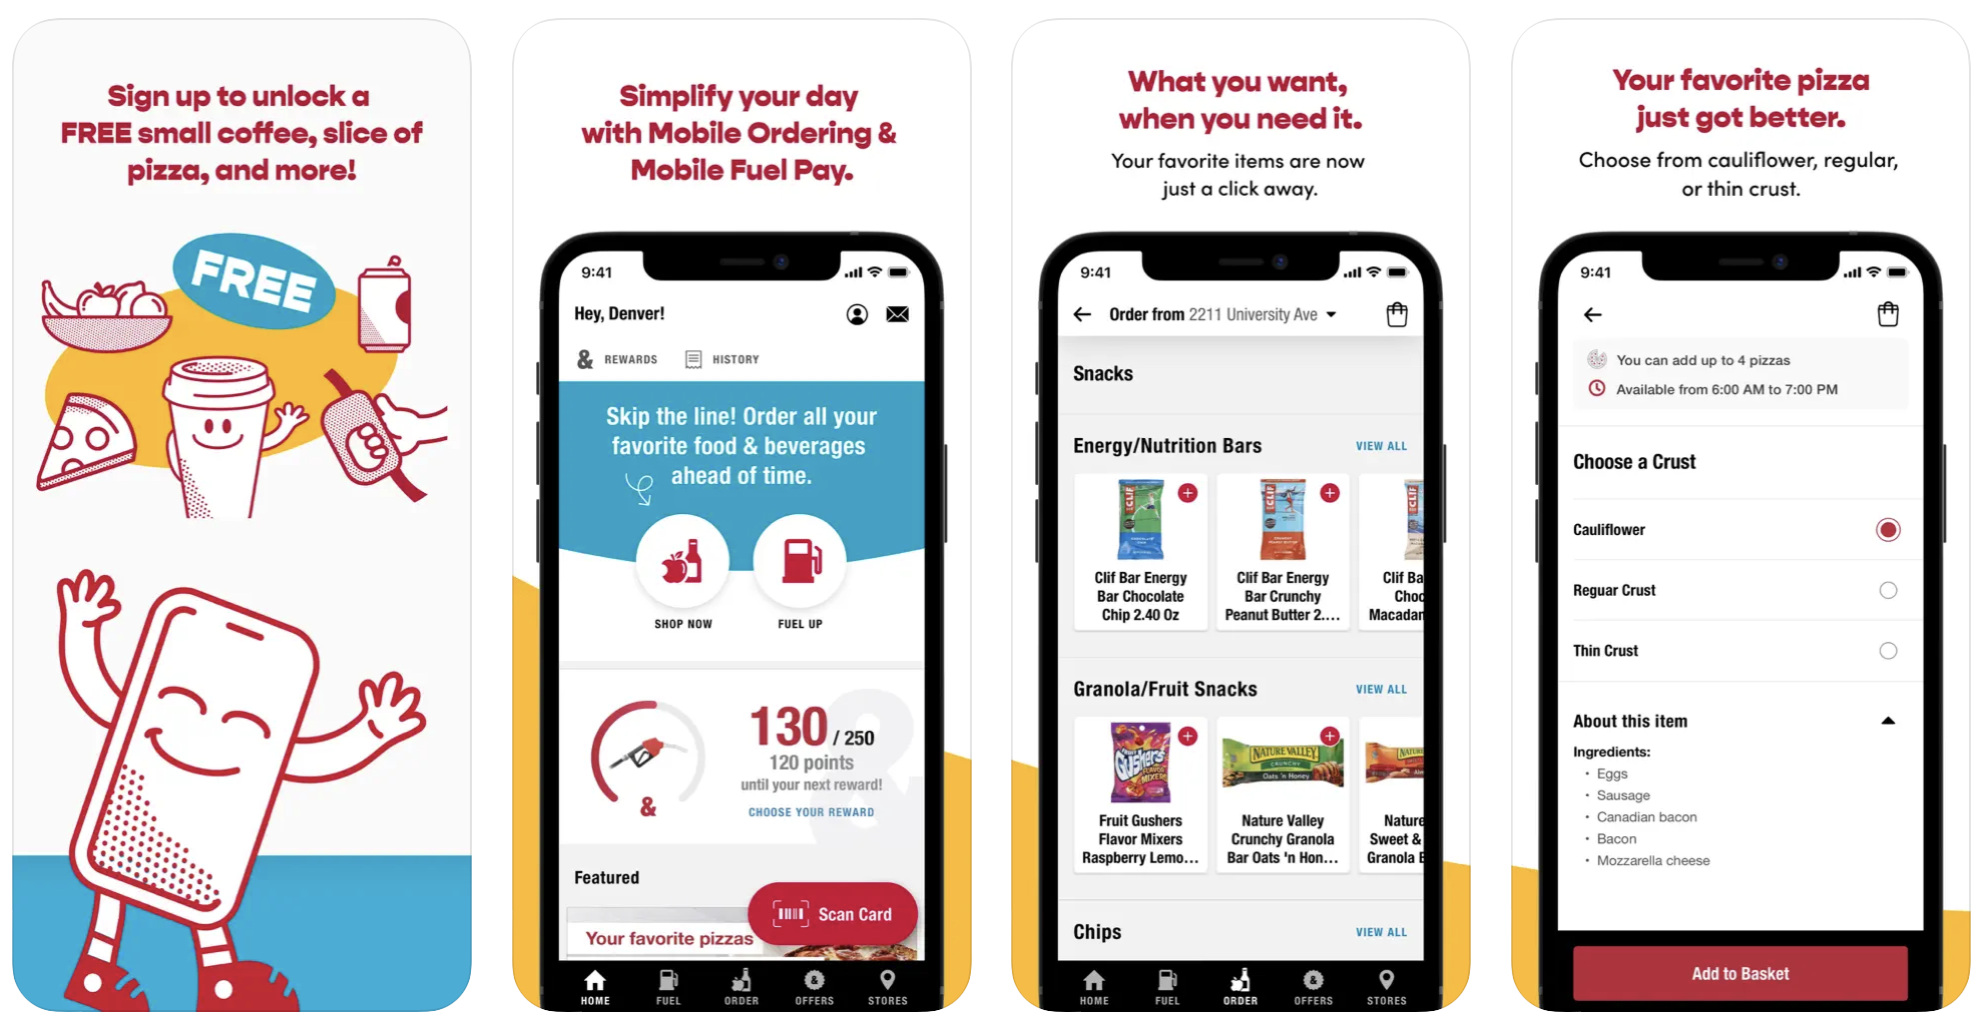 Sign up to unlock a
FREE small coffee, slice of
pizza, and more!
FREE
Simplify your day
with Mobile Ordering &
Mobile Fuel Pay.
9:41
Hey, Denver!
& REWARDS HISTORY
Skip the line! Order all your
favorite food & beverages
ahead of time.
SHOP NOW FUEL UP
130 / 250
120 points
until your next reward!
&
CHOOSE YOUR REWARD
Featured
Scan Card
Your favorite pizzas
HOME FUEL ORDER OFFERS STORES
What you want,
when you need it.
Your favorite items are now
just a click away.
9:41
Order from 2211 University Ave
Snacks
Energy/Nutrition Bars VIEW ALL
CLIF CLIF CLIF
Clif Bar Energy
Bar Chocolate
Chip 2.40 Oz
Clif Bar Energy
Bar Crunchy
Peanut Butter 2....
Clif Ba
Choc
Macadan
Granola/Fruit Snacks VIEW ALL
Gushers
NATURE VALLEY
CRUNCHY
Oats 'n Honey
Fruit Gushers
Flavor Mixers
Raspberry Lemo...
Nature Valley
Crunchy Granola
Bar Oats 'n Hon...
Nature
Sweet &
Granola B
Chips VIEW ALL
HOME FUEL ORDER OFFERS STORES
Your favorite pizza
just got better.
Choose from cauliflower, regular,
or thin crust.
9:41
You can add up to 4 pizzas
Available from 6:00 AM to 7:00 PM
Choose a Crust
Cauliflower
Reguar Crust
Thin Crust
About this item
Ingredients:
• Eggs
• Sausage
• Canadian bacon
• Bacon
• Mozzarella cheese
Add to Basket